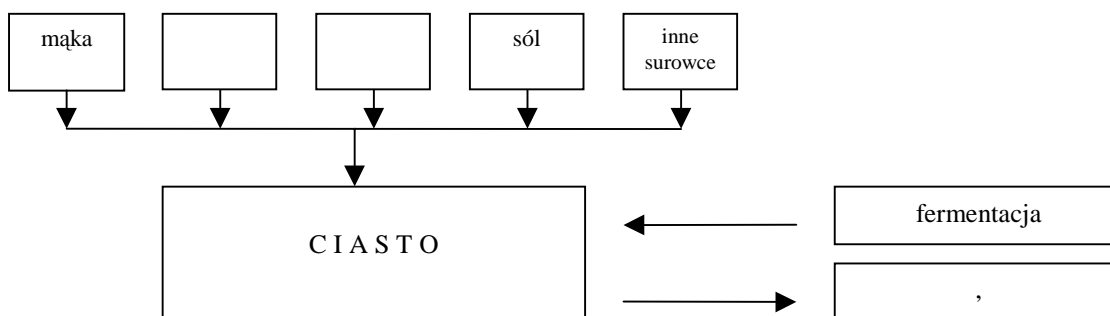 mąka
sól
inne
surowce
C I A S T O
fermentacja
,